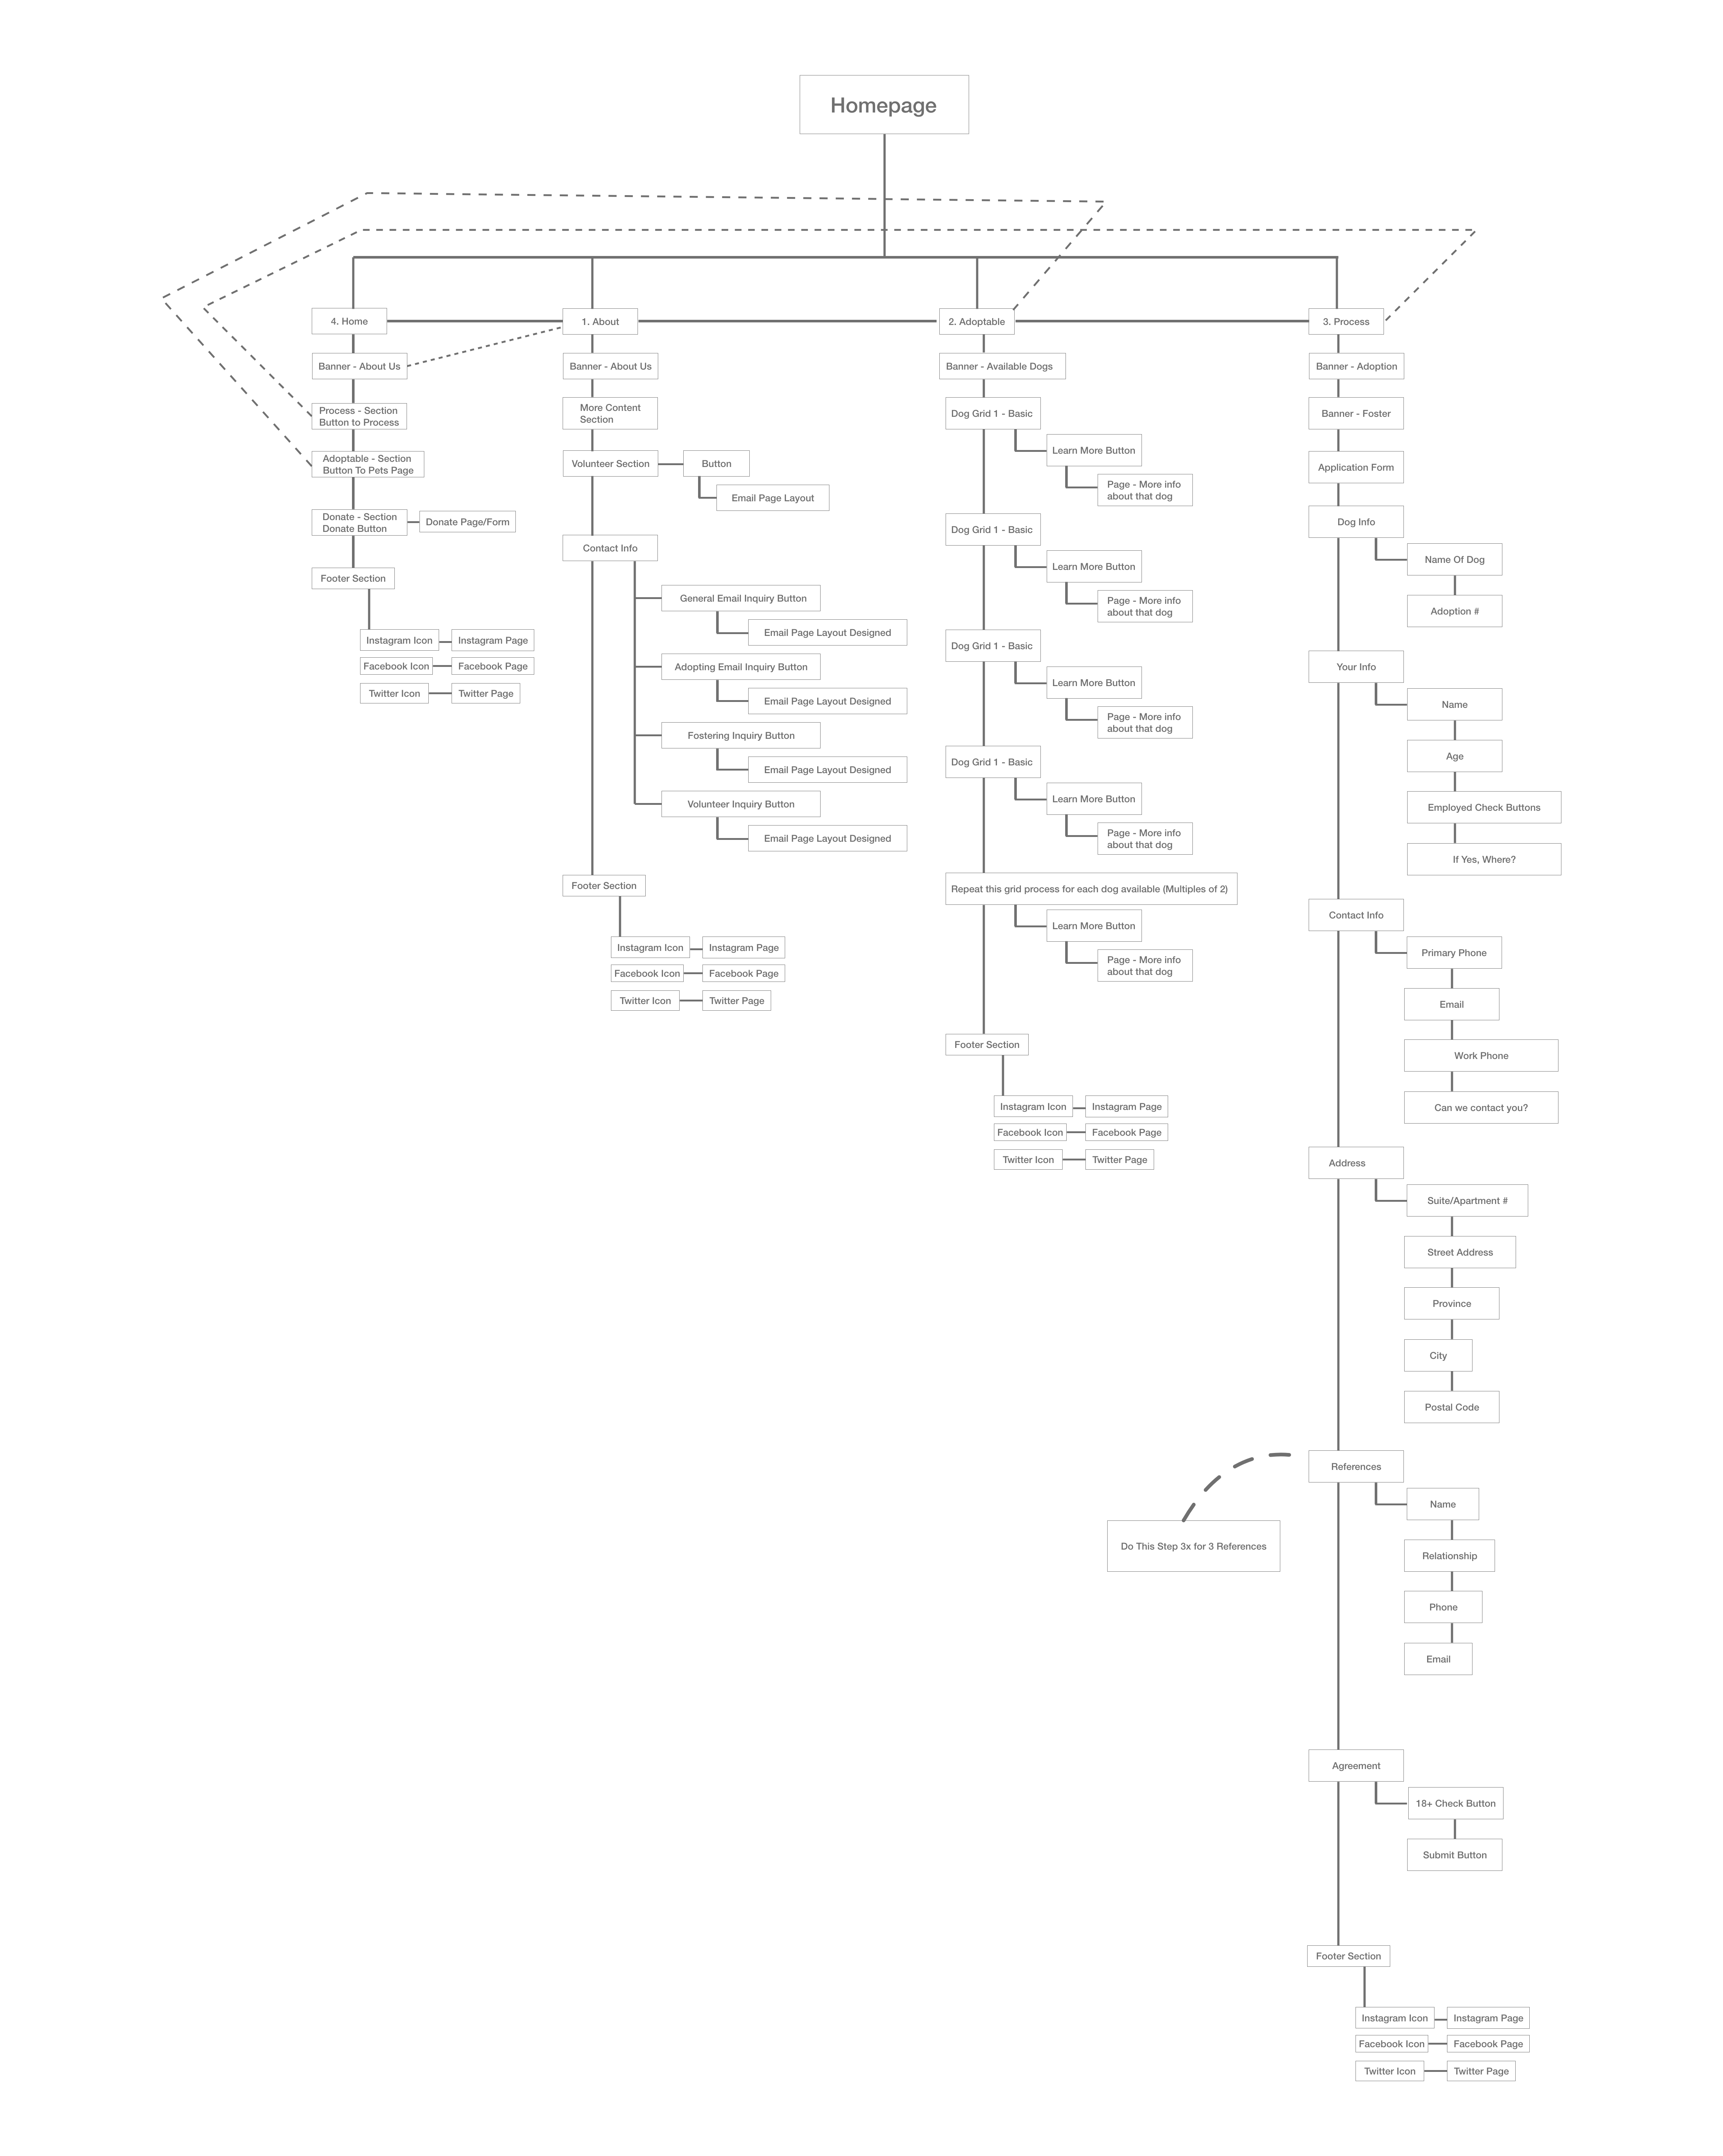 Homepage
4. Home
1. About
2. Adoptable
3. Process
Banner - About Us
Process - Section
Button to Process
Adoptable - Section
Button To Pets Page
Donate - Section
Donate Button
Donate Page/Form
Footer Section
Instagram Icon
Instagram Page
Facebook Icon
Facebook Page
Twitter Icon
Twitter Page
Banner - About Us
More Content
Section
Volunteer Section
Button
Email Page Layout
Contact Info
General Email Inquiry Button
Email Page Layout Designed
Adopting Email Inquiry Button
Email Page Layout Designed
Fostering Inquiry Button
Email Page Layout Designed
Volunteer Inquiry Button
Email Page Layout Designed
Footer Section
Instagram Icon
Instagram Page
Facebook Icon
Facebook Page
Twitter Icon
Twitter Page
Banner - Available Dogs
Dog Grid 1 - Basic
Learn More Button
Page - More info
about that dog
Dog Grid 1 - Basic
Learn More Button
Page - More info
about that dog
Dog Grid 1 - Basic
Learn More Button
Page - More info
about that dog
Dog Grid 1 - Basic
Learn More Button
Page - More info
about that dog
Repeat this grid process for each dog available (Multiples of 2)
Learn More Button
Page - More info
about that dog
Footer Section
Instagram Icon
Instagram Page
Facebook Icon
Facebook Page
Twitter Icon
Twitter Page
Banner - Adoption
Banner - Foster
Application Form
Dog Info
Name Of Dog
Adoption #
Your Info
Name
Age
Employed Check Buttons
If Yes, Where?
Contact Info
Primary Phone
Email
Work Phone
Can we contact you?
Address
Suite/Apartment #
Street Address
Province
City
Postal Code
References
Do This Step 3x for 3 References
Name
Relationship
Phone
Email
Agreement
18+ Check Button
Submit Button
Footer Section
Instagram Icon
Instagram Page
Facebook Icon
Facebook Page
Twitter Icon
Twitter Page